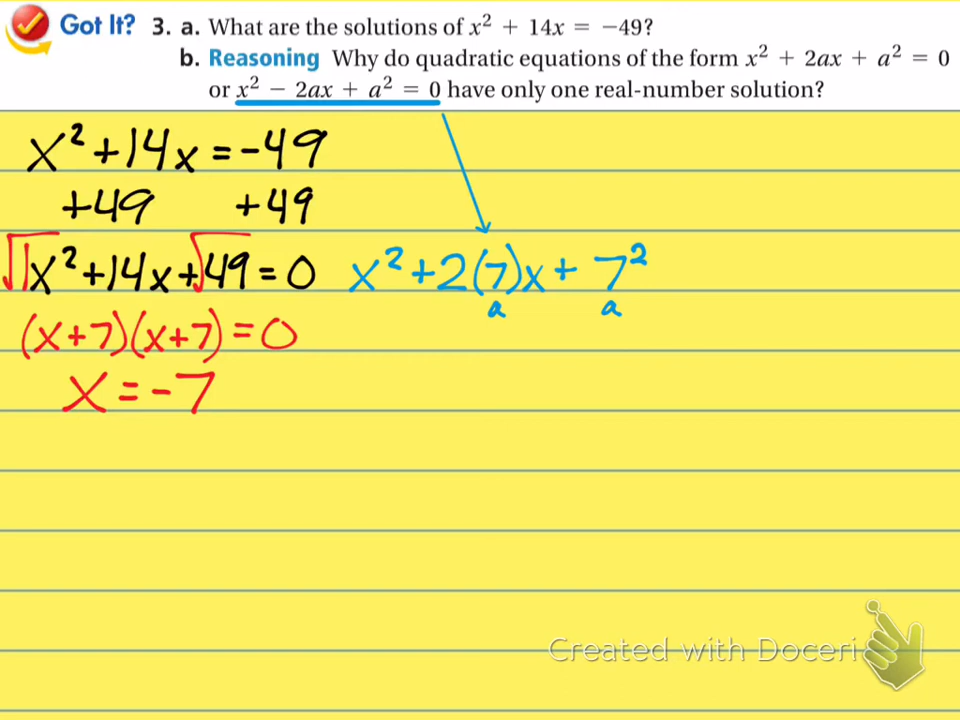 Got It? 3. a. What are the solutions of x² + 14x = −49?
b. Reasoning Why do quadratic equations of the form x² + 2ax + a² = 0
or x² − 2ax + a² = 0 have only one real-number solution?
x²+14x=-49
+49 +49
√x²+14x+√49=0 x²+2(7)x+7²
a a
(x+7)(x+7)=0
x=-7
Created with Doceri